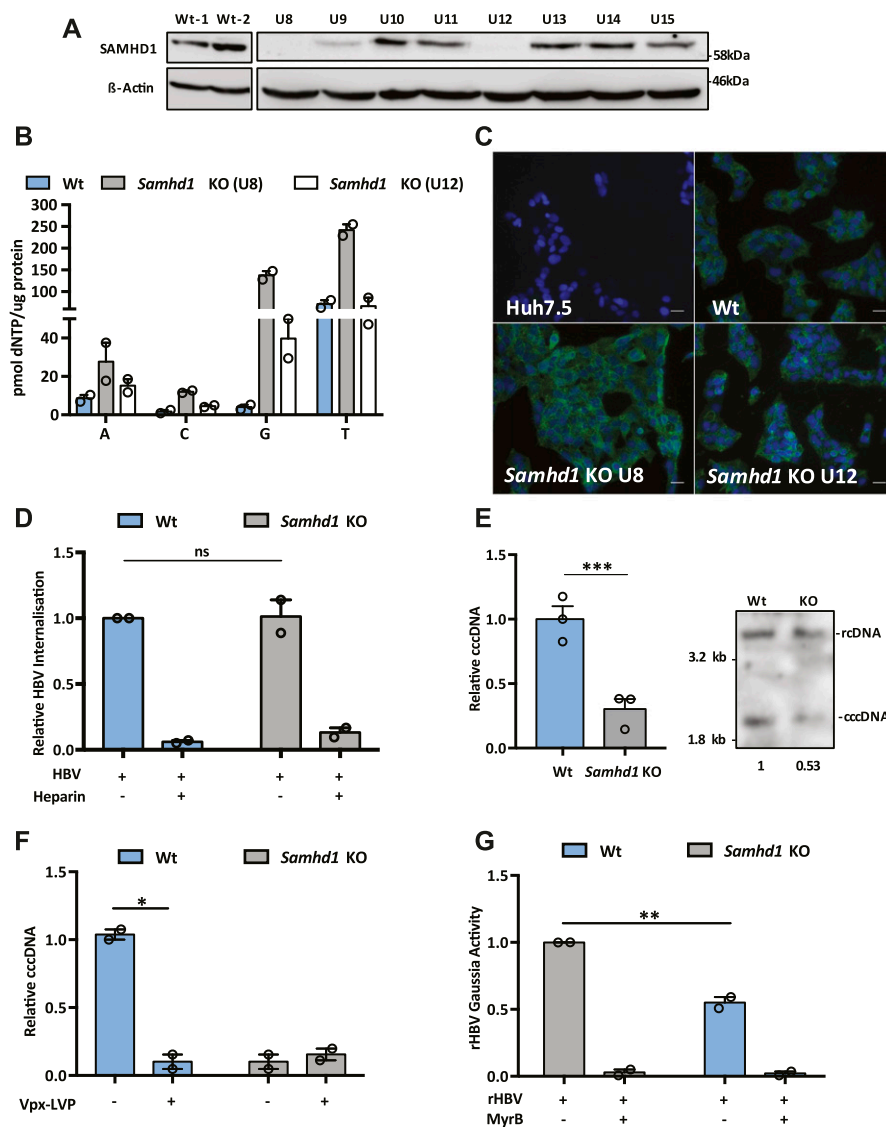 A
Wt-1 Wt-2 U8 U9 U10 U11 U12 U13 U14 U15
SAMHD1
-58kDa
ß-Actin
-46kDa
B
Wt Samhd1 KO (U8) Samhd1 KO (U12)
pmol dNTP/ug protein
300
250
200
150
100
40
20
0
A C G T
C
Huh7.5
Wt
Samhd1 KO U8
Samhd1 KO U12
D
Wt Samhd1 KO
Relative HBV Internalisation
1.5
1.0
0.5
0.0
ns
HBV + + + +
Heparin - + - +
E
Relative cccDNA
1.5
1.0
0.5
0.0
***
Wt Samhd1 KO
Wt KO
-rcDNA
3.2 kb -
-cccDNA
1.8 kb -
1 0.53
F
Wt Samhd1 KO
Relative cccDNA
1.5
1.0
0.5
0.0
*
Vpx-LVP - + - +
G
Wt Samhd1 KO
rHBV Gaussia Activity
1.5
1.0
0.5
0.0
**
rHBV + + + +
MyrB - + - +